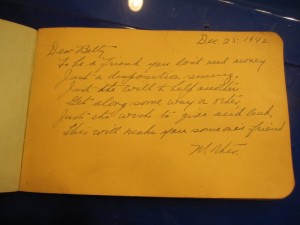 Dec. 25. 1942
Dear Betty
To be a friend you don't need money
Just a disposition sunny.
Just the will to help another
Get along some way or other.
Just the wish to give and lend,
This will make you someone's friend